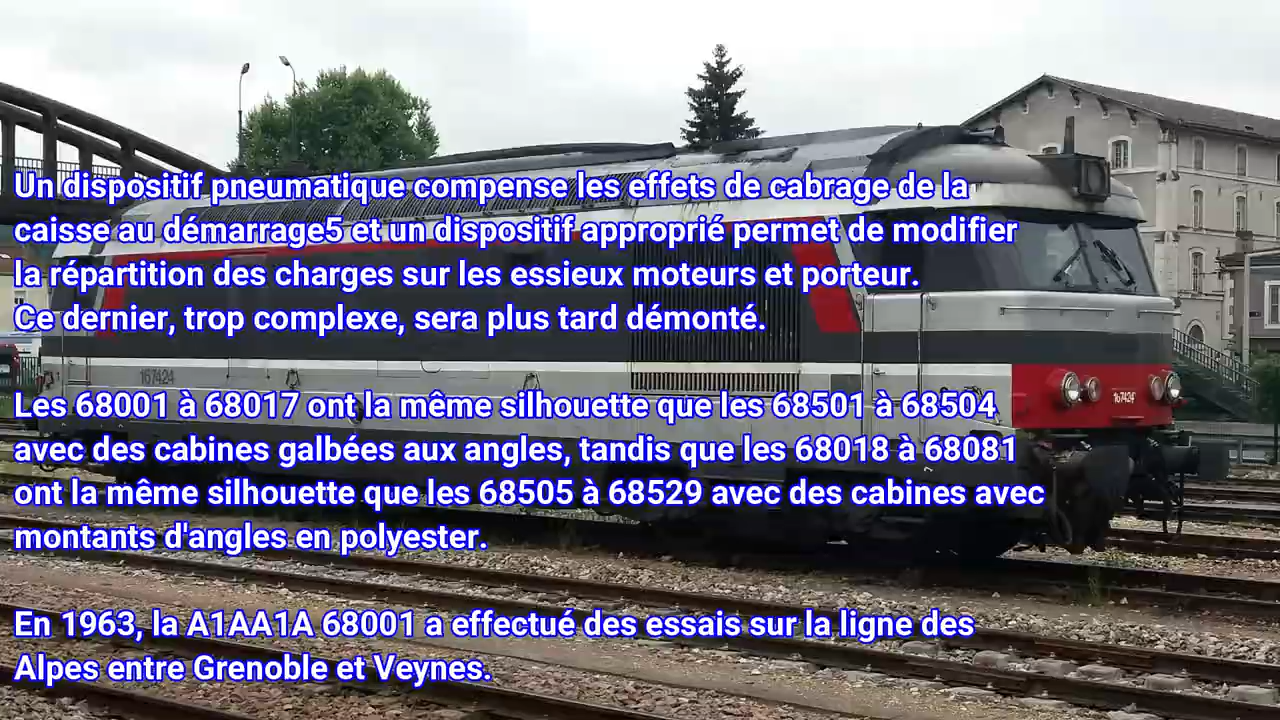 Un dispositif pneumatique compense les effets de cabrage de la
caisse au démarrage5 et un dispositif approprié permet de modifier
la répartition des charges sur les essieux moteurs et porteur.
Ce dernier, trop complexe, sera plus tard démonté.
167424
Les 68001 à 68017 ont la même silhouette que les 68501 à 68504
167424
avec des cabines galbées aux angles, tandis que les 68018 à 68081
ont la même silhouette que les 68505 à 68529 avec des cabines avec
montants d'angles en polyester.
En 1963, la A1AA1A 68001 a effectué des essais sur la ligne des
Alpes entre Grenoble et Veynes.